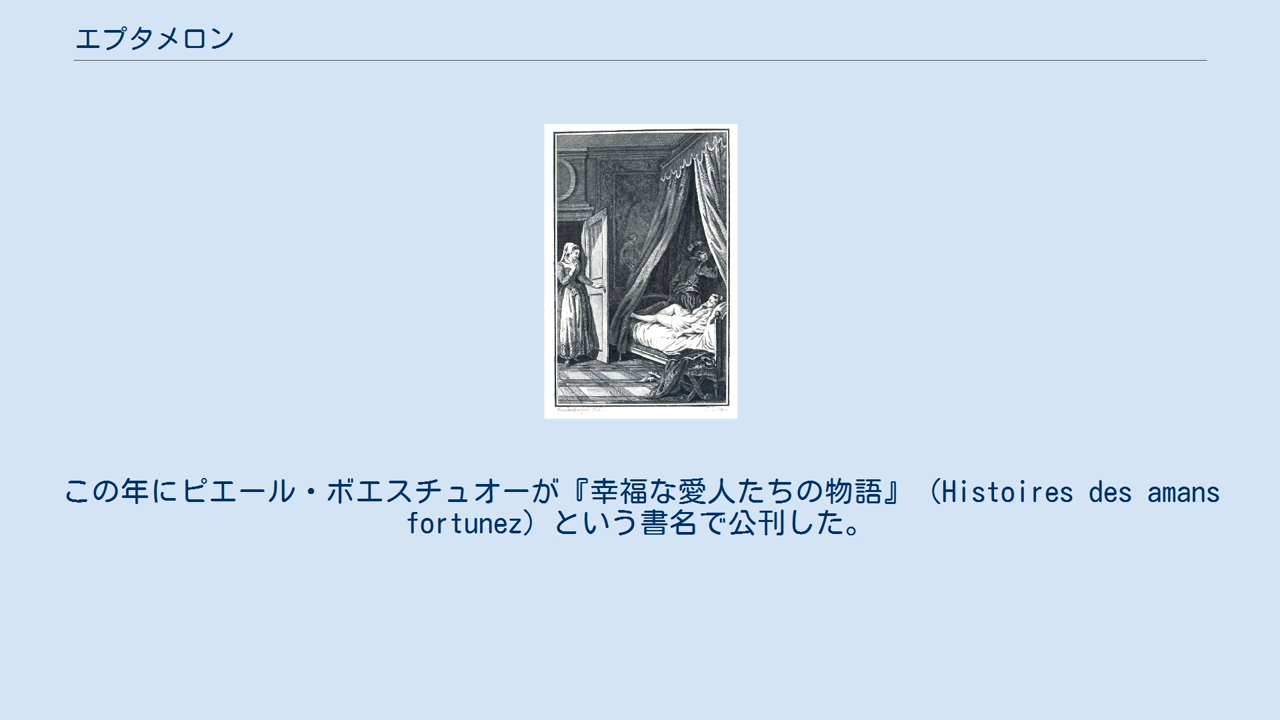 エプタメロン
この年にピエール・ボエスチュオーが『幸福な愛人たちの物語』（Histoires des amans
fortunez）という書名で公刊した。